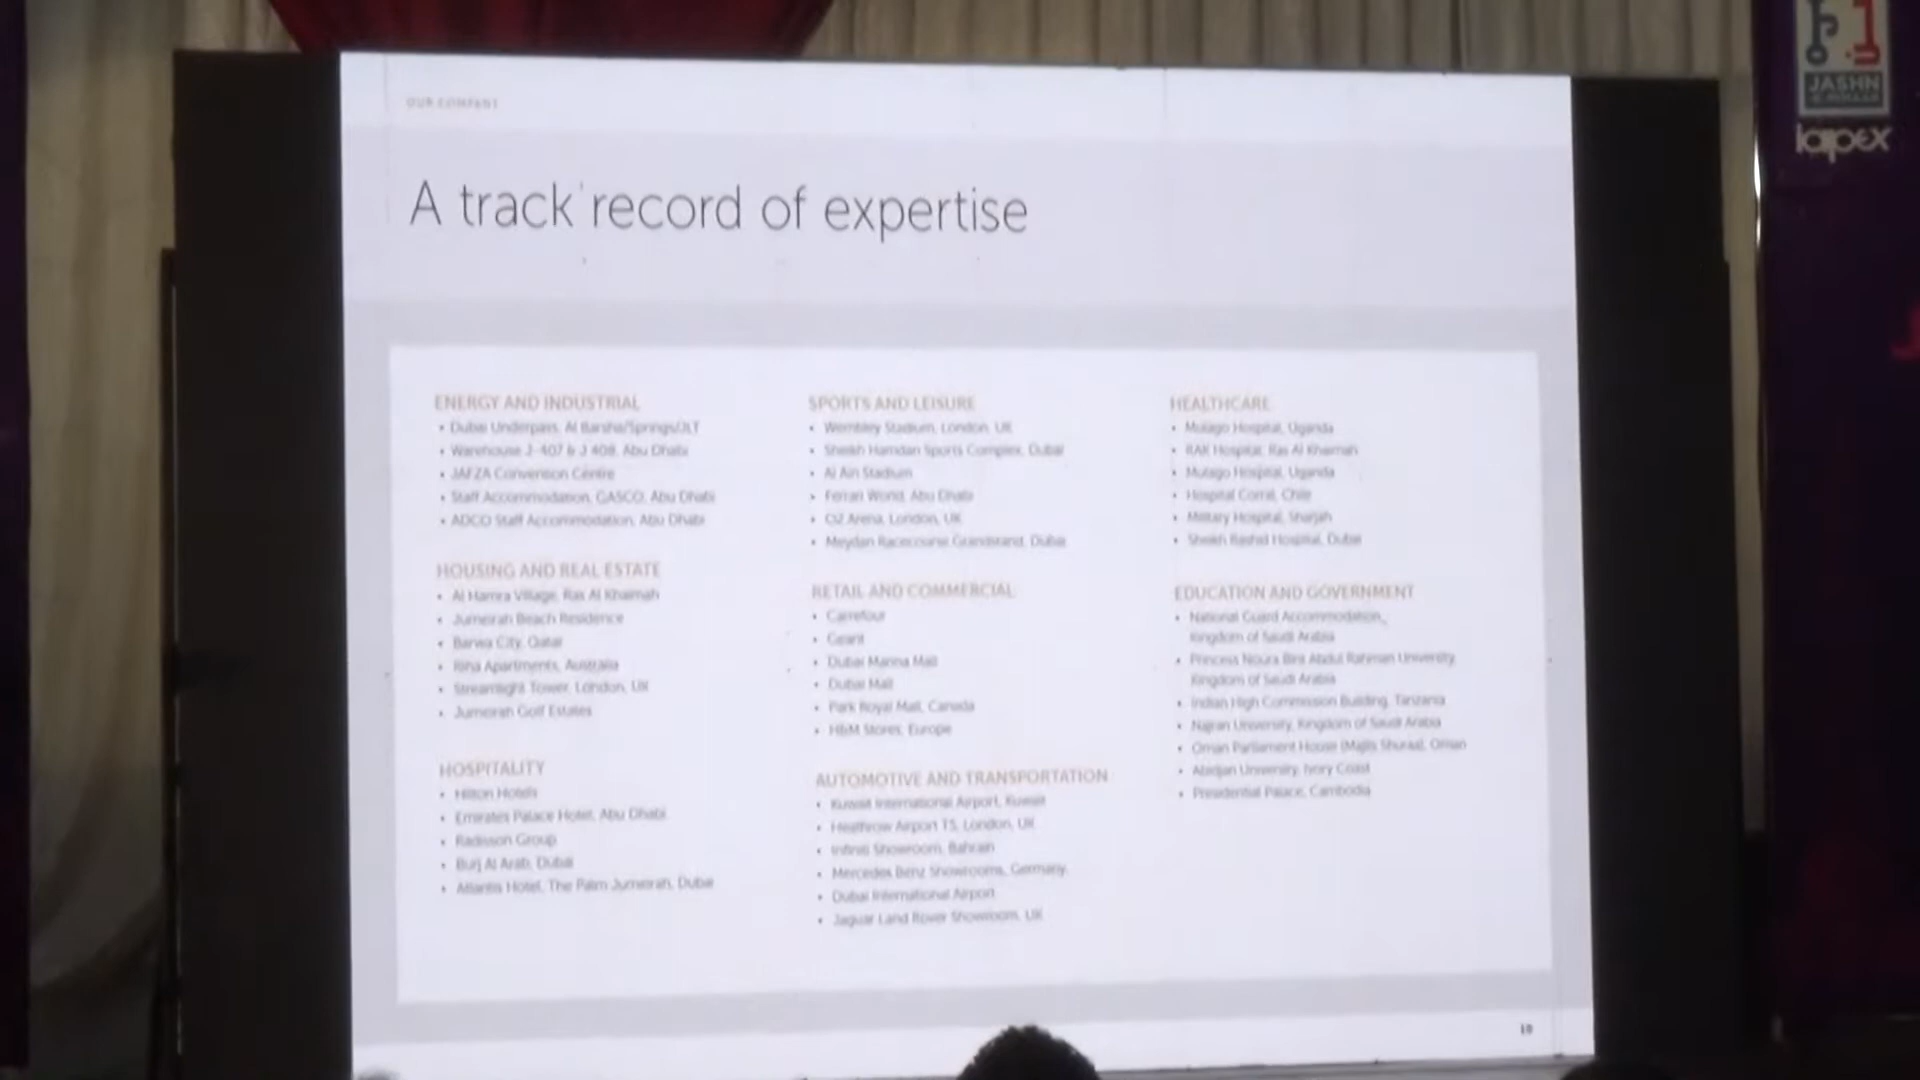 OUR COMPANY
A track record of expertise
ENERGY AND INDUSTRIAL
• Dubai Underpass, Al Barsha/Springs/JLT
• Warehouse J-407 & J 408, Abu Dhabi
• JAFZA Convention Centre
• Staff Accommodation, GASCO, Abu Dhabi
• ADCO Staff Accommodation, Abu Dhabi
HOUSING AND REAL ESTATE
• Al Hamra Village, Ras Al Khaimah
• Jumeirah Beach Residence
• Barwa City, Qatar
• Apartments, Australia
• Streamlight Tower, London, UK
• Jumeirah Golf Estates
HOSPITALITY
• Hilton Hotels
• Emirates Palace Hotel, Abu Dhabi
• Radisson Group
• Burj Al Arab, Dubai
• Atlantis Hotel, The Palm Jumeirah, Dubai
SPORTS AND LEISURE
• Wembley Stadium, London, UK
• Sheikh Hamdan Sports Complex, Dubai
• Al Ain Stadium
• Ferrari World, Abu Dhabi
• O2 Arena, London, UK
• Meydan Racecourse Grandstand, Dubai
RETAIL AND COMMERCIAL
• Carrefour
• Geant
• Dubai Marina Mall
• Dubai Mall
• Park Royal Mall, Canada
• H&M Stores, Europe
AUTOMOTIVE AND TRANSPORTATION
• Kuwait International Airport, Kuwait
• Heathrow Airport T5, London, UK
• Infiniti Showroom, Bahrain
• Mercedes Benz Showrooms, Germany
• Dubai International Airport
• Jaguar Land Rover Showroom, UK
HEALTHCARE
• Mulago Hospital, Uganda
• RAK Hospital, Ras Al Khaimah
• Mulago Hospital, Uganda
• Hospital Corral, Chile
• Military Hospital, Sharjah
• Sheikh Rashid Hospital, Dubai
EDUCATION AND GOVERNMENT
• National Guard Accommodation,
Kingdom of Saudi Arabia
• Princess Noura Bint Abdul Rahman University
Kingdom of Saudi Arabia
• Indian High Commission Building, Tanzania
• Najran University, Kingdom of Saudi Arabia
• Oman Parliament House (Majlis Shuraa), Oman
• Abidjan University, Ivory Coast
• Presidential Palace, Cambodia
JASHN
lapex